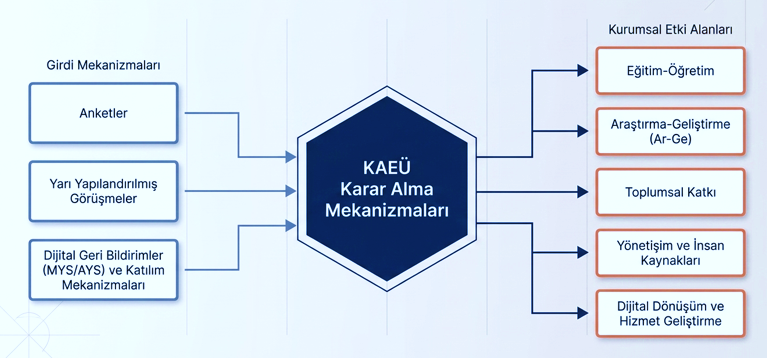 Girdi Mekanizmaları
Anketler
Yarı Yapılandırılmış
Görüşmeler
Dijital Geri Bildirimler
(MYS/AYS) ve Katılım
Mekanizmaları
KAEÜ
Karar Alma
Mekanizmaları
Kurumsal Etki Alanları
Eğitim-Öğretim
Araştırma-Geliştirme
(Ar-Ge)
Toplumsal Katkı
Yönetişim ve İnsan
Kaynakları
Dijital Dönüşüm ve
Hizmet Geliştirme